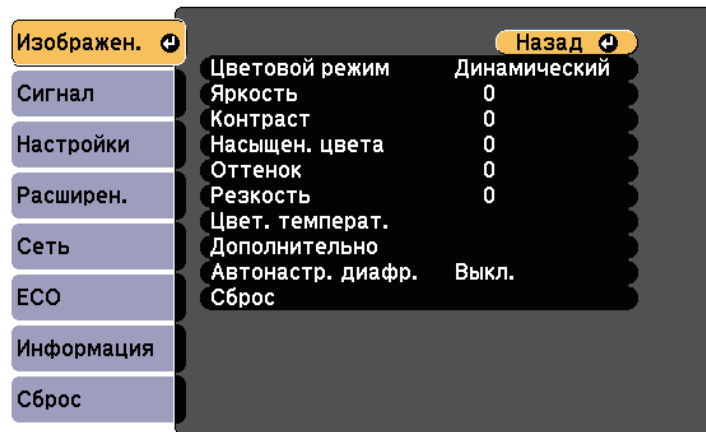 Изображен.
Сигнал
Настройки
Расширен.
Сеть
ECO
Информация
Сброс
Назад
Цветовой режим Динамический
Яркость 0
Контраст 0
Насыщен. цвета 0
Оттенок 0
Резкость 0
Цвет. температ.
Дополнительно
Автонастр. диафр. Выкл.
Сброс